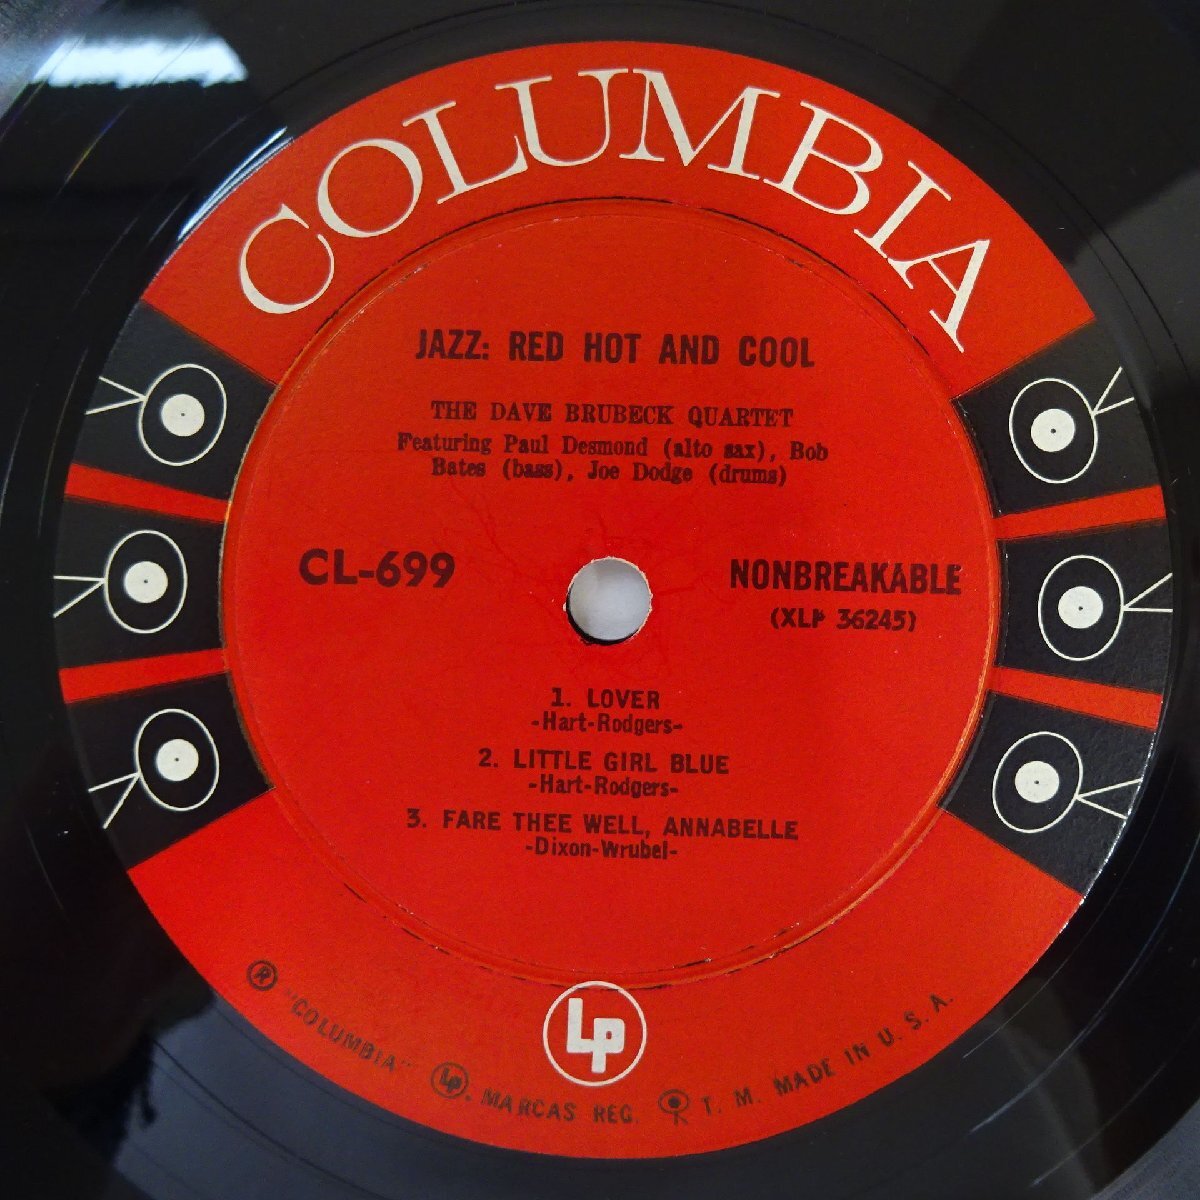 COLUMBIA
JAZZ: RED HOT AND COOL
THE DAVE BRUBECK QUARTET
Featuring Paul Desmond (alto sax), Bob
Bates (bass), Joe Dodge (drums)
CL-699
NONBREAKABLE
(XLP 36245)
1. LOVER
-Hart-Rodgers-
2. LITTLE GIRL BLUE
-Hart-Rodgers-
3. FARE THEE WELL, ANNABELLE
-Dixon-Wrubel-
LP
® "COLUMBIA" LP, MARCAS REG. T. M. MADE IN U. S. A.